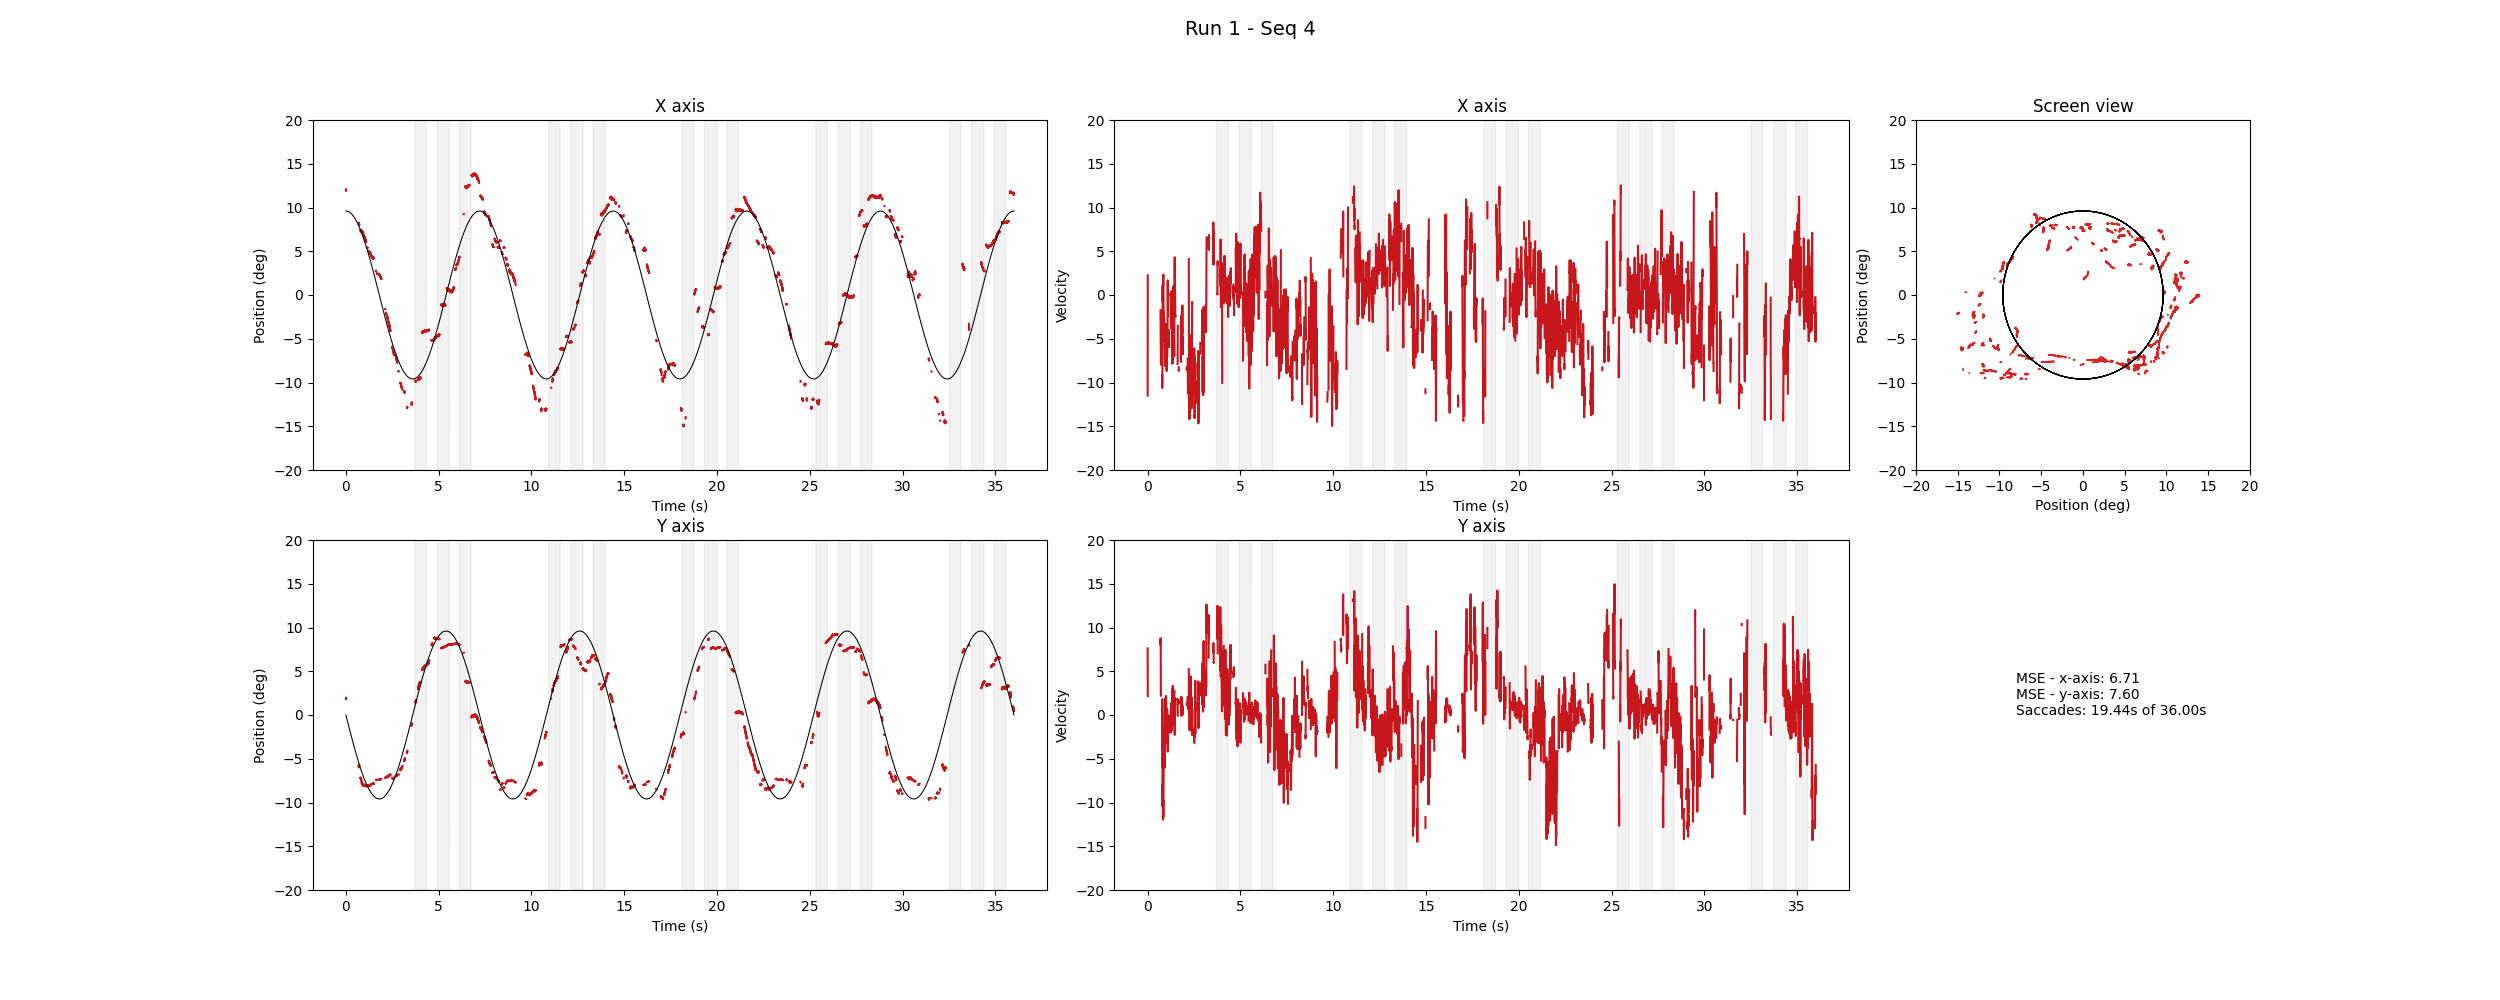 Run 1 - Seq 4
X axis
20
15
10
5
0
−5
−10
−15
−20
Position (deg)
0 5 10 15 20 25 30 35
Time (s)
X axis
20
15
10
5
0
−5
−10
−15
−20
Velocity
0 5 10 15 20 25 30 35
Time (s)
Screen view
20
15
10
5
0
−5
−10
−15
−20
Position (deg)
−20 −15 −10 −5 0 5 10 15 20
Position (deg)
Y axis
20
15
10
5
0
−5
−10
−15
−20
Position (deg)
0 5 10 15 20 25 30 35
Time (s)
Y axis
20
15
10
5
0
−5
−10
−15
−20
Velocity
0 5 10 15 20 25 30 35
Time (s)
MSE - x-axis: 6.71
MSE - y-axis: 7.60
Saccades: 19.44s of 36.00s